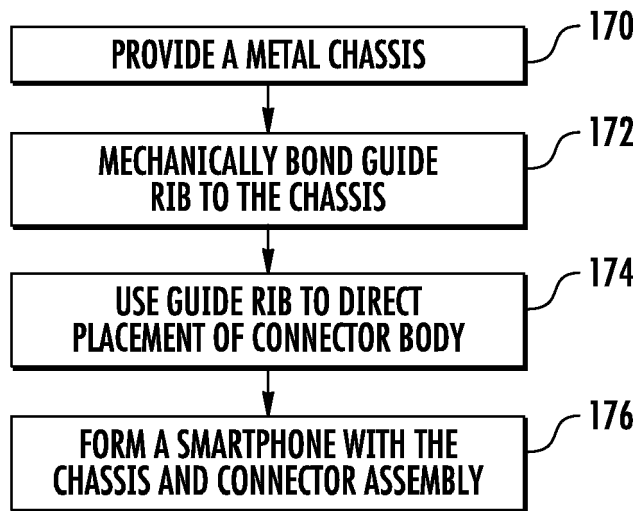 170
PROVIDE A METAL CHASSIS
172
MECHANICALLY BOND GUIDE
RIB TO THE CHASSIS
174
USE GUIDE RIB TO DIRECT
PLACEMENT OF CONNECTOR BODY
176
FORM A SMARTPHONE WITH THE
CHASSIS AND CONNECTOR ASSEMBLY